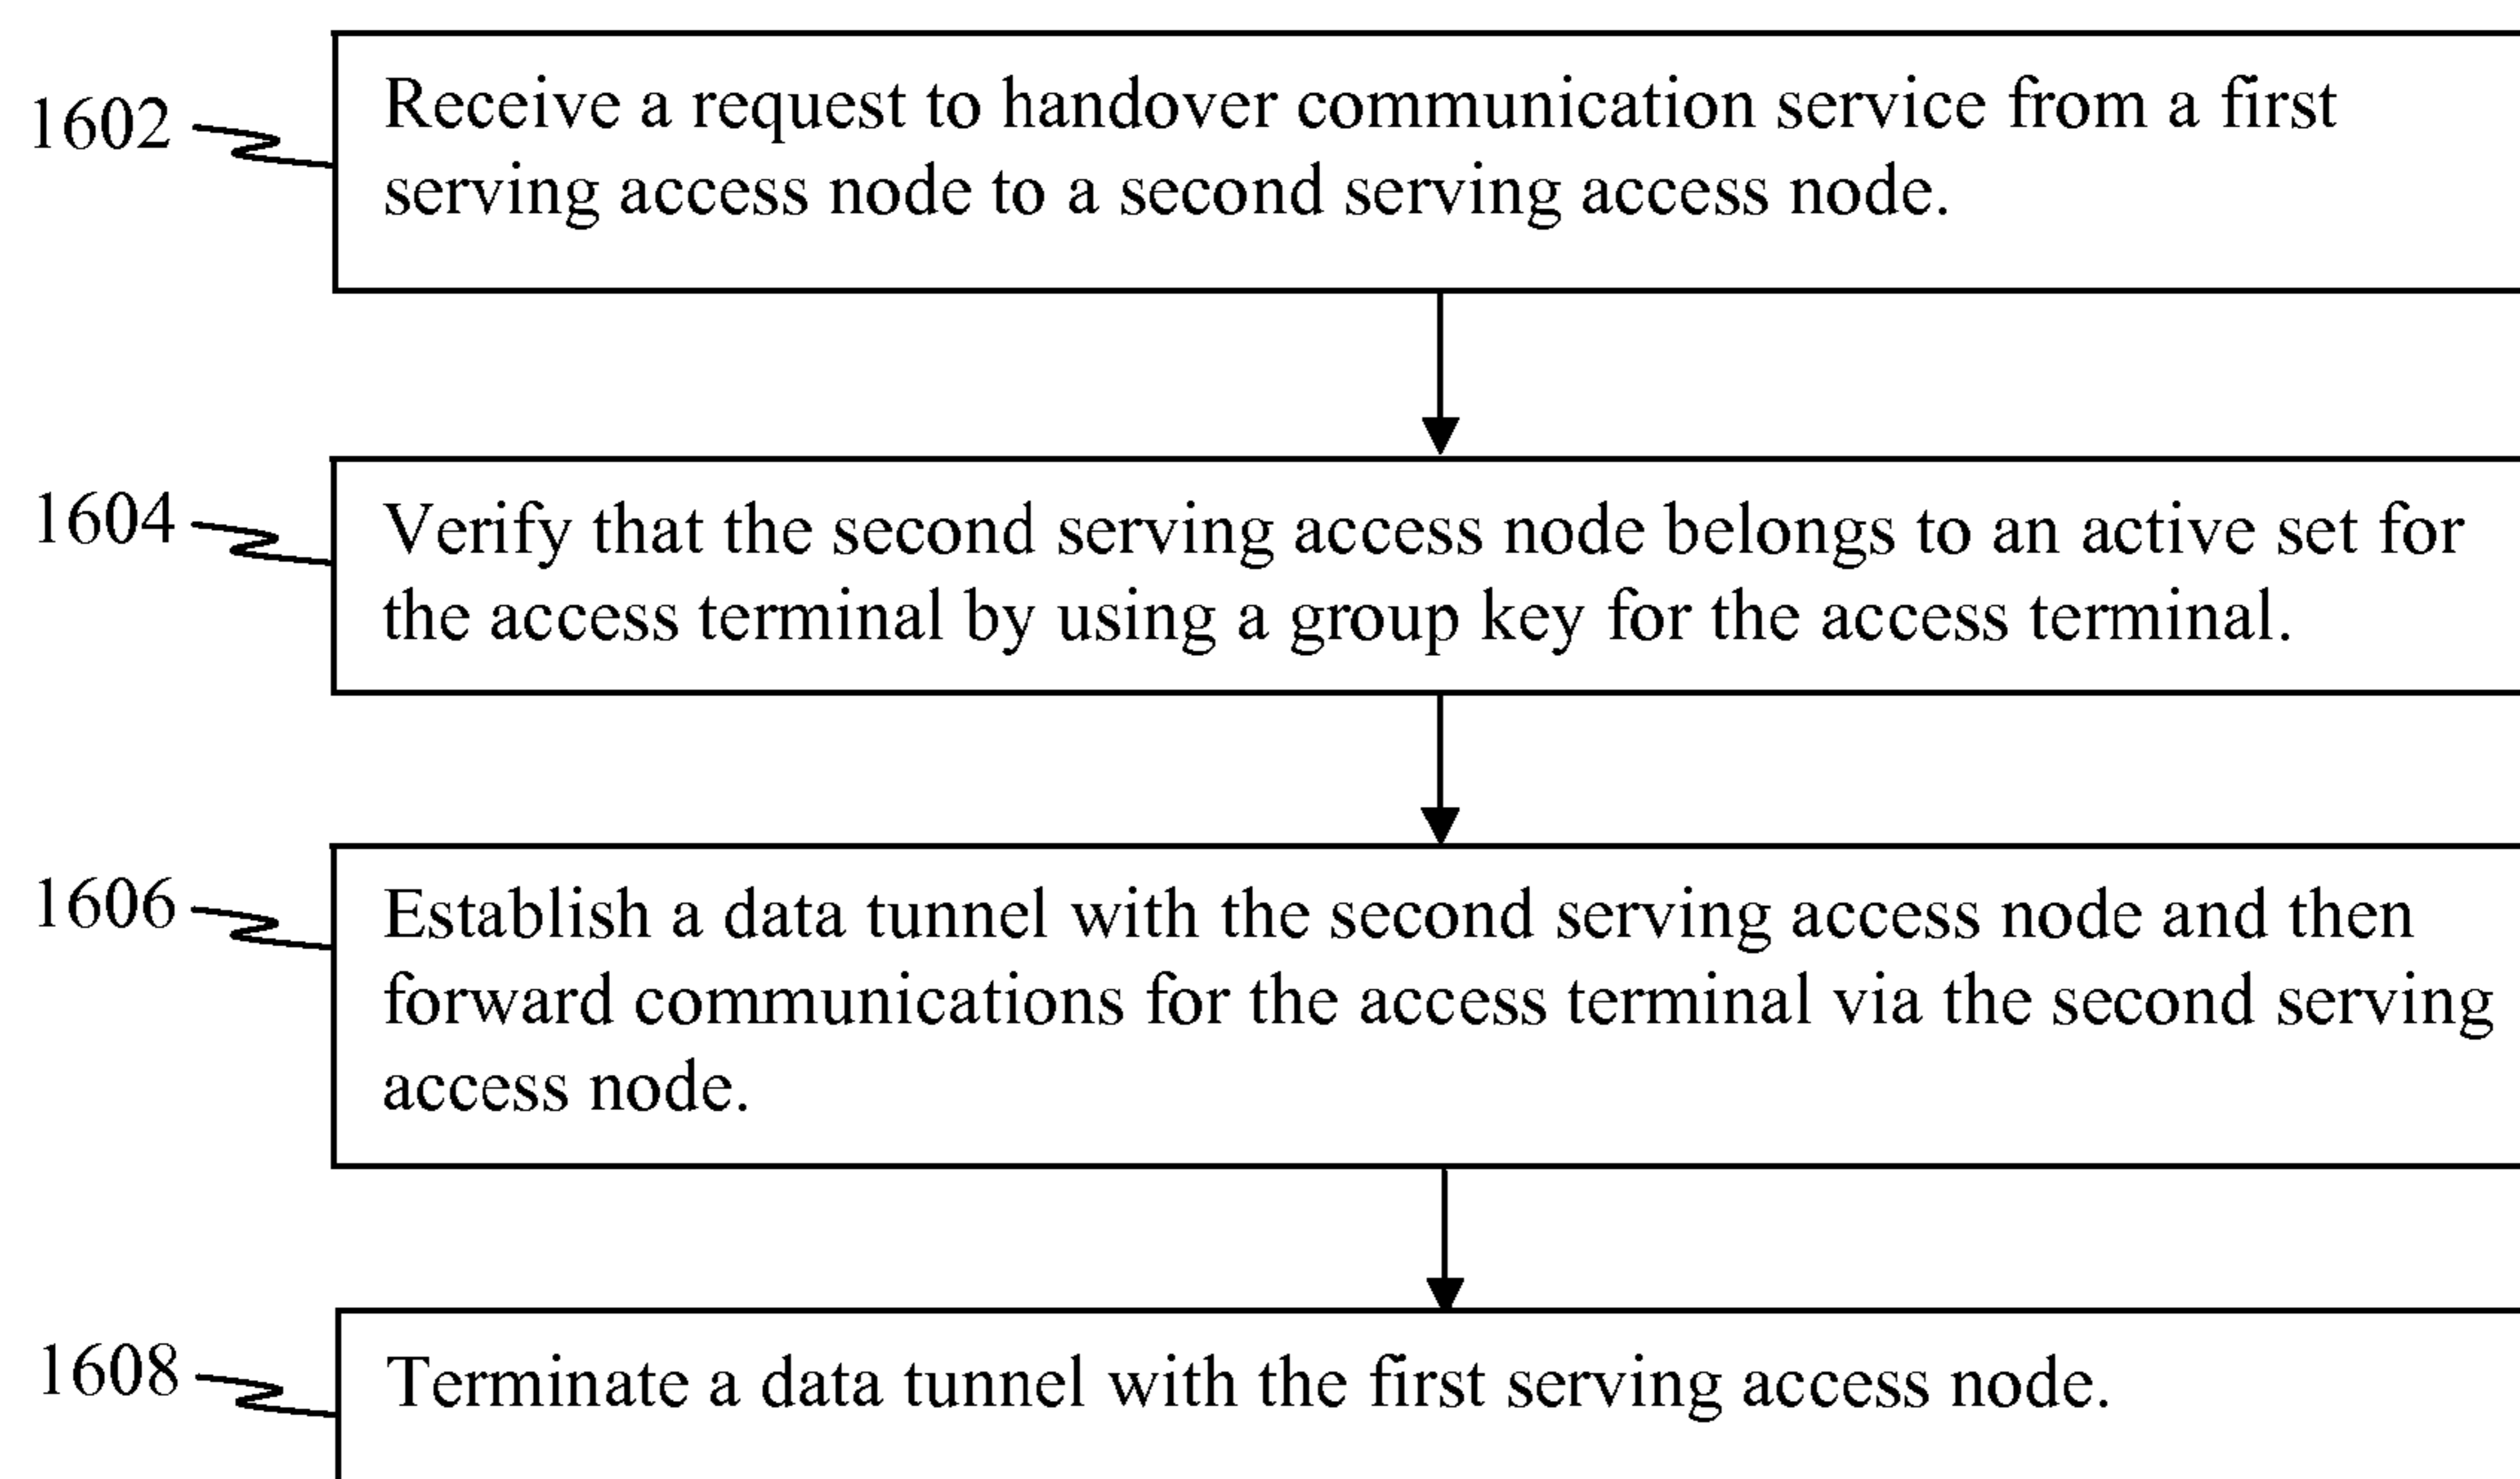 1602
Receive a request to handover communication service from a first
serving access node to a second serving access node.
1604
Verify that the second serving access node belongs to an active set for
the access terminal by using a group key for the access terminal.
1606
Establish a data tunnel with the second serving access node and then
forward communications for the access terminal via the second serving
access node.
1608
Terminate a data tunnel with the first serving access node.